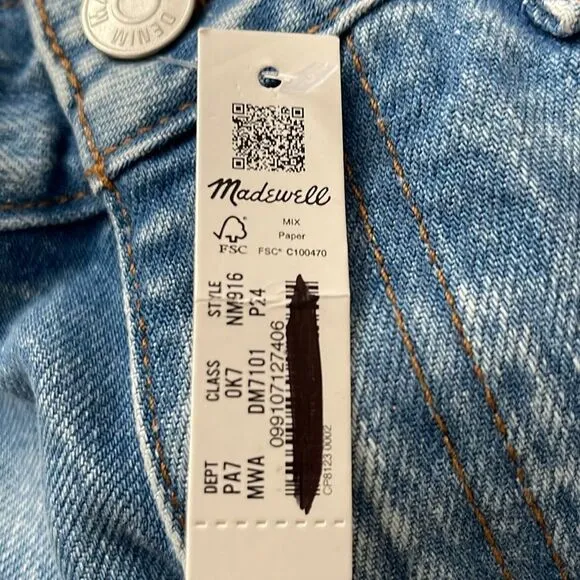 DENIM
Madewell
MIX
Paper
FSC
FSC® C100470
DEPT CLASS STYLE
PA7 0K7 NM916
MWA DM7101 P24
099107127406
CP8123 0002